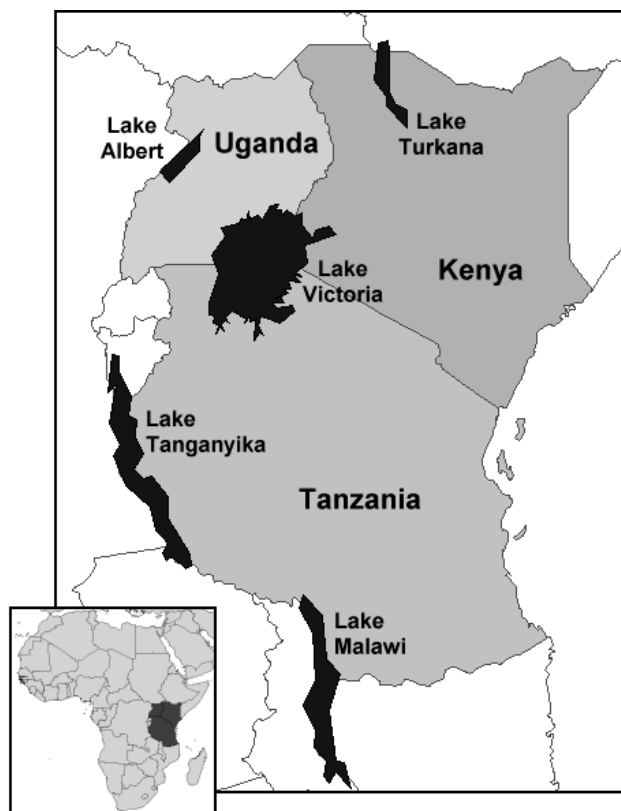 Lake
Albert
Uganda
Lake
Turkana
Lake
Victoria
Kenya
Lake
Tanganyika
Tanzania
Lake
Malawi